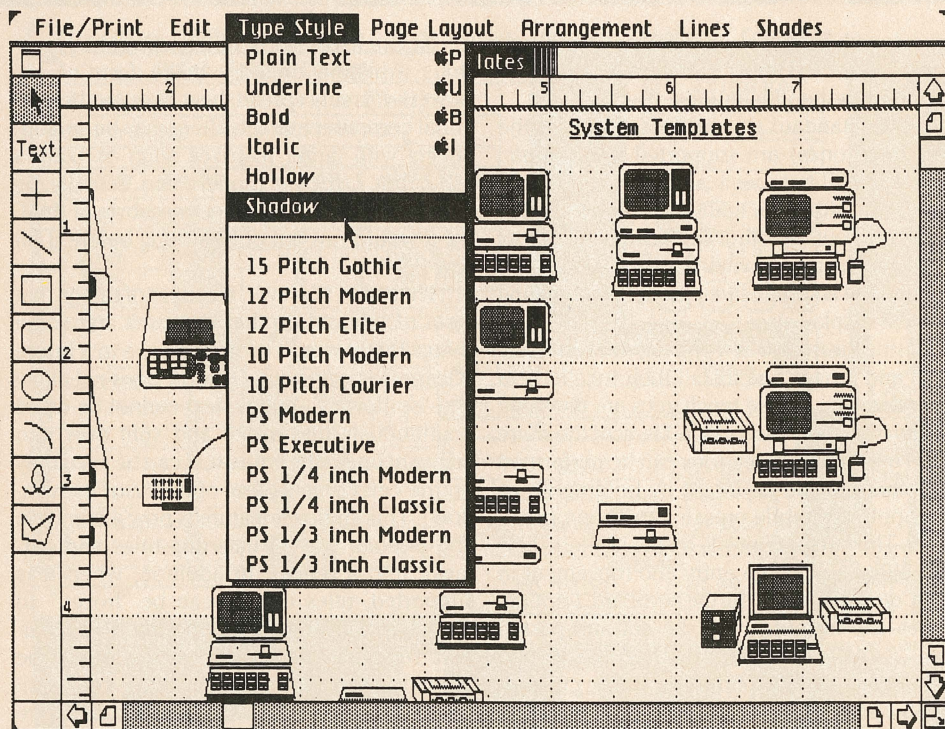 File/Print Edit Type Style Page Layout Arrangement Lines Shades
lates
2 5 6 7
Text
System Templates
Plain Text P
Underline U
Bold B
Italic I
Hollow
Shadow
15 Pitch Gothic
12 Pitch Modern
12 Pitch Elite
10 Pitch Modern
10 Pitch Courier
PS Modern
PS Executive
PS 1/4 inch Modern
PS 1/4 inch Classic
PS 1/3 inch Modern
PS 1/3 inch Classic
1
2
3
4